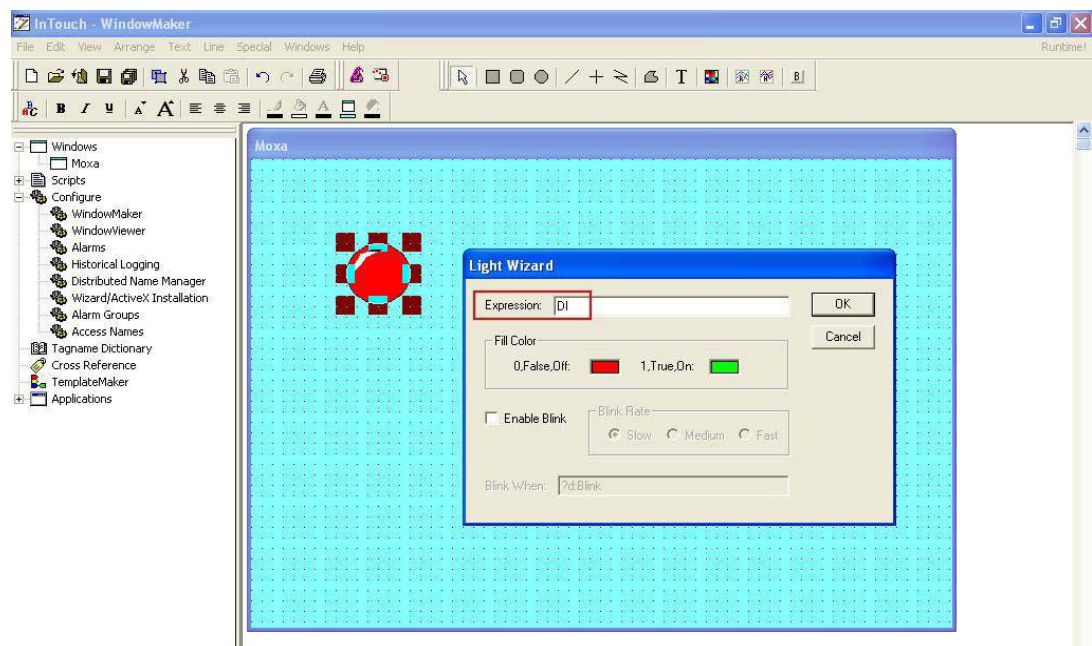 InTouch - WindowMaker
File Edit View Arrange Text Line Special Windows Help Runtime!
B I U A A T B
Windows
Moxa
Scripts
Configure
WindowMaker
WindowViewer
Alarms
Historical Logging
Distributed Name Manager
Wizard/ActiveX Installation
Alarm Groups
Access Names
Tagname Dictionary
Cross Reference
TemplateMaker
Applications
Moxa
Light Wizard
Expression: DI
OK
Cancel
Fill Color
0,False,Off: 1,True,On:
Enable Blink
Blink Rate
Slow Medium Fast
Blink When: ?d:Blink